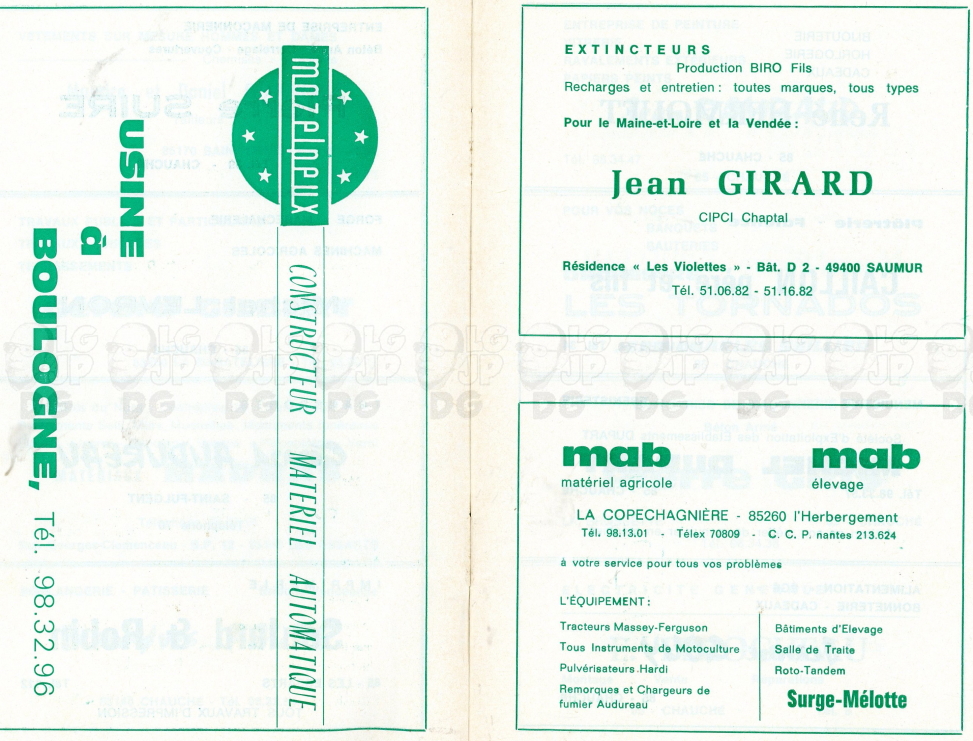 mazelpeux
CONSTRUCTEUR MATERIEL AUTOMATIQUE
USINE
à
BOULOGNE, Tél. 98.32.96
EXTINCTEURS
Production BIRO Fils
Recharges et entretien : toutes marques, tous types
Pour le Maine-et-Loire et la Vendée :
Jean GIRARD
CIPCI Chaptal
Résidence « Les Violettes » - Bât. D 2 - 49400 SAUMUR
Tél. 51.06.82 - 51.16.82
LG JP DG
mab
matériel agricole
mab
élevage
LA COPECHAGNIÈRE - 85260 l'Herbergement
Tél. 98.13.01 - Télex 70809 - C. C. P. nantes 213.624
à votre service pour tous vos problèmes
L'ÉQUIPEMENT :
Tracteurs Massey-Ferguson
Tous Instruments de Motoculture
Pulvérisateurs Hardi
Remorques et Chargeurs de
fumier Audureau
Bâtiments d'Elevage
Salle de Traite
Roto-Tandem
Surge-Mélotte